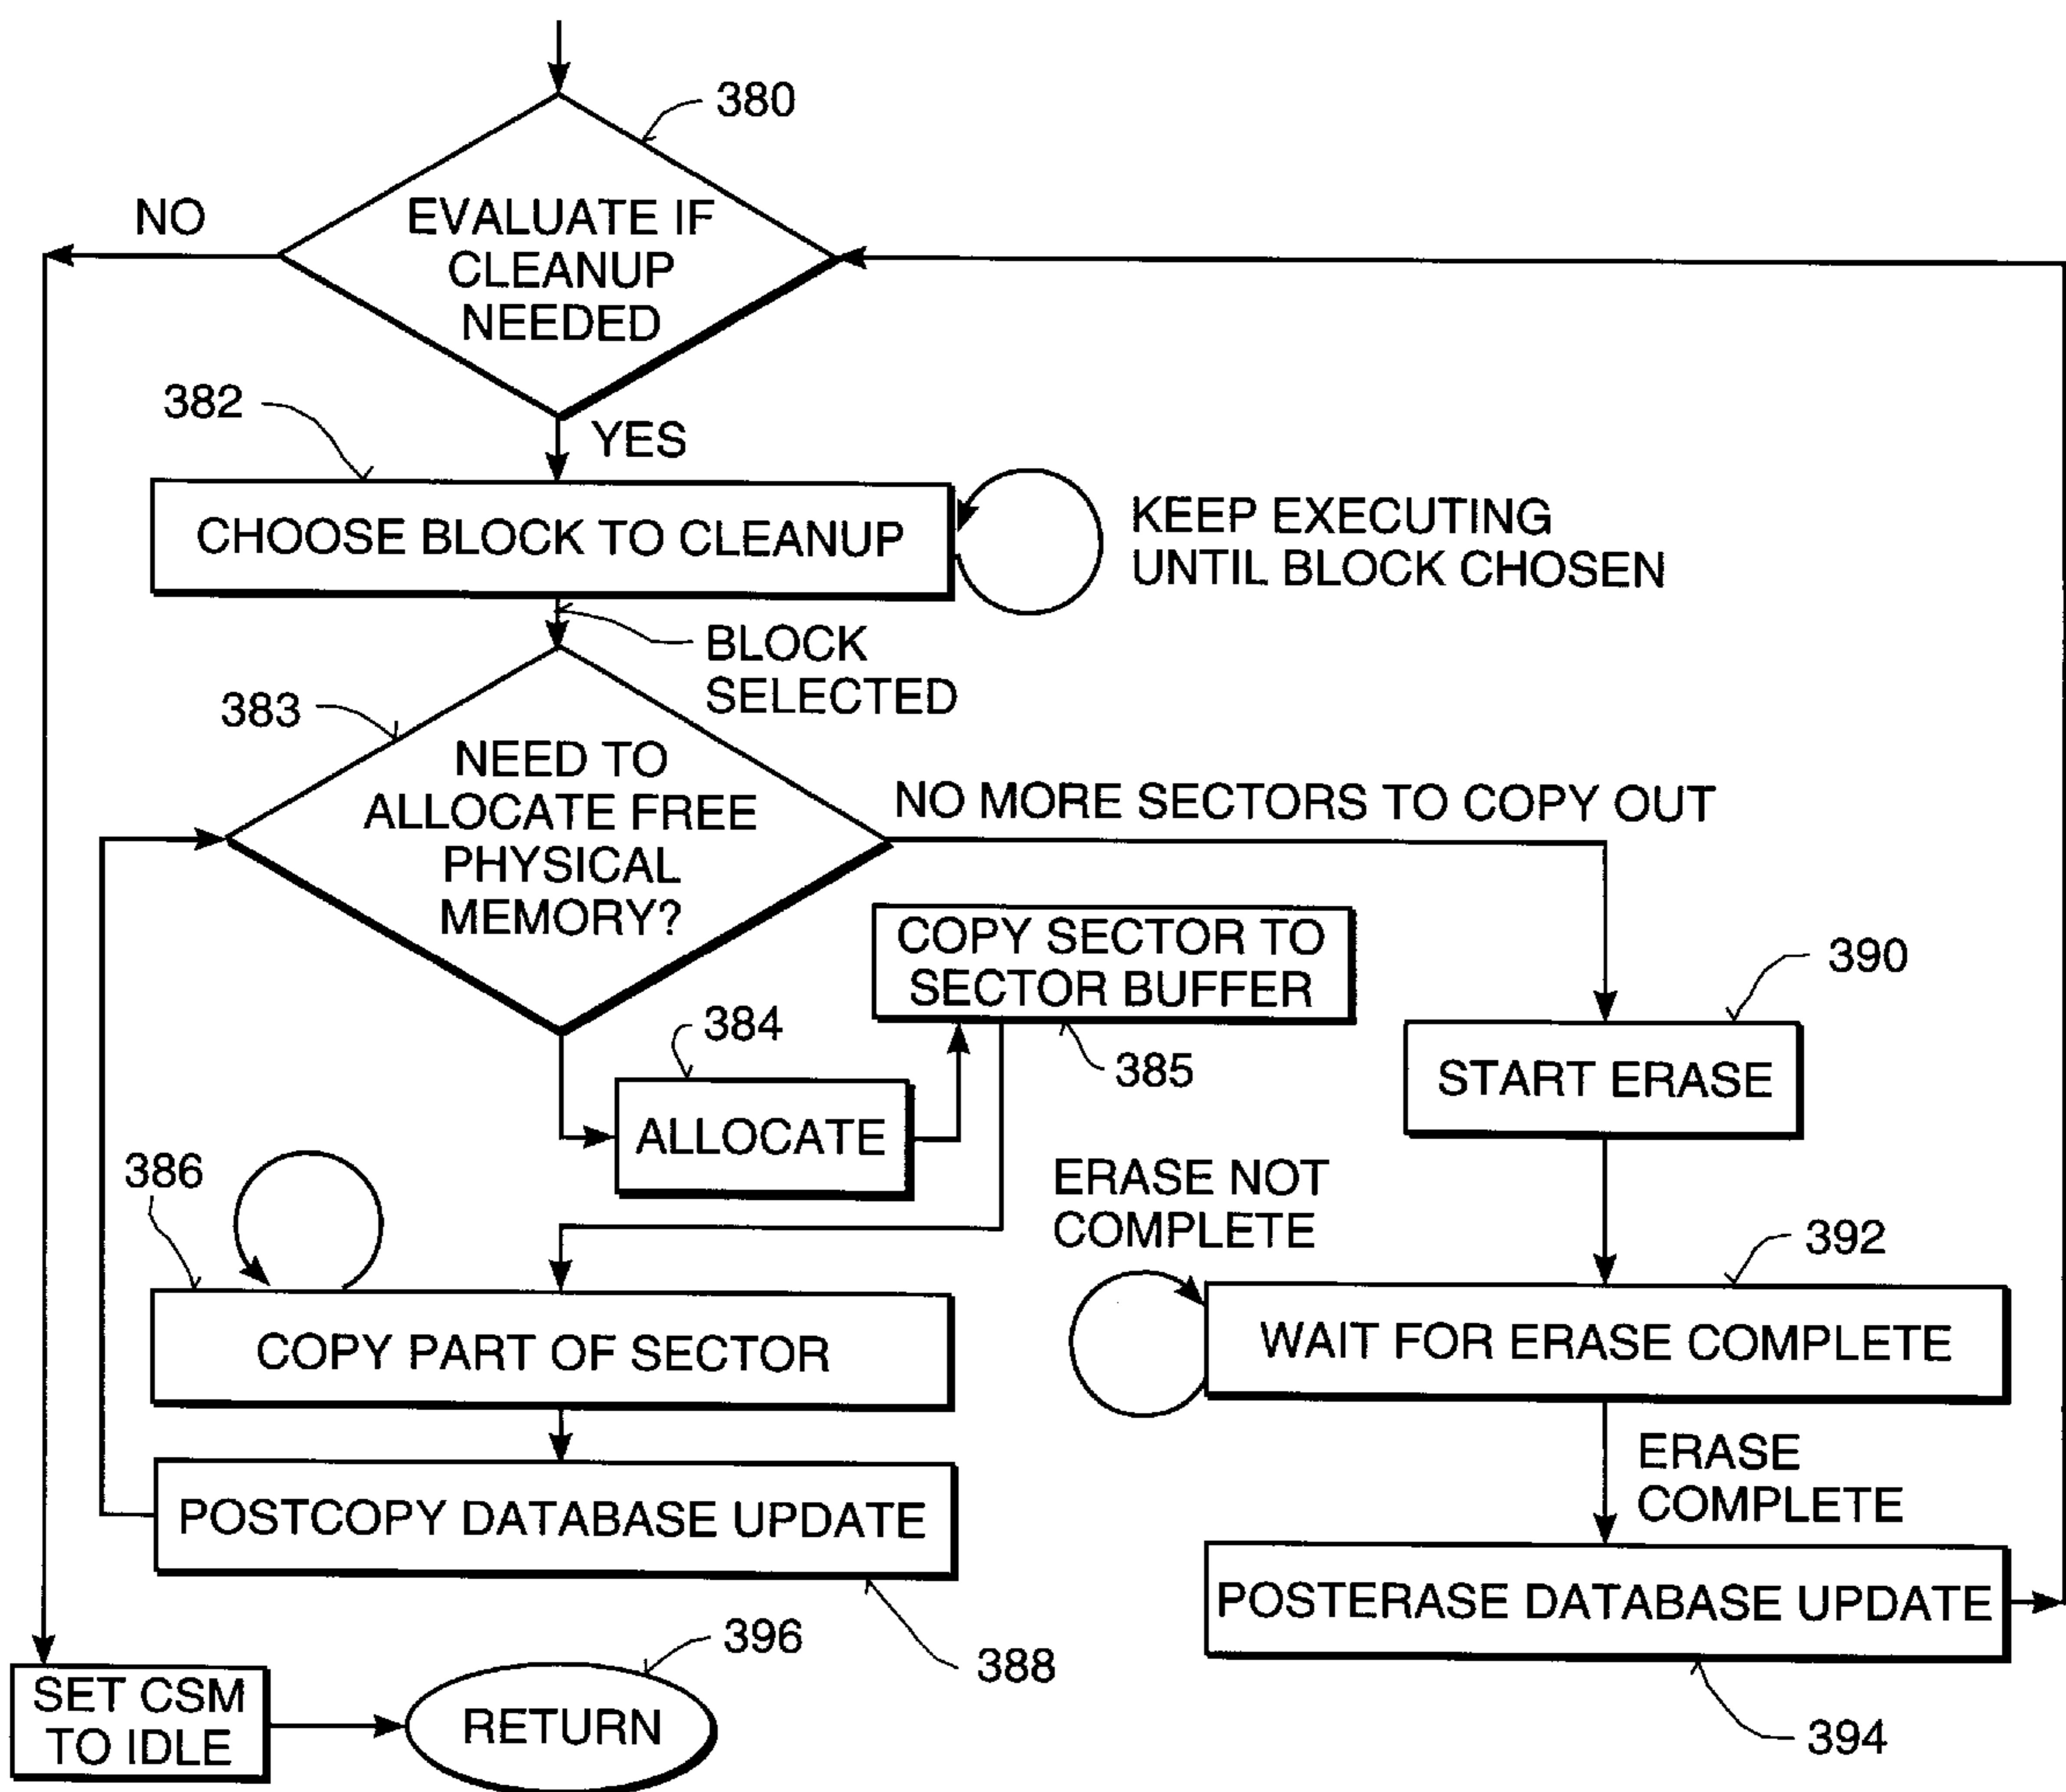 380
NO
EVALUATE IF
CLEANUP
NEEDED
382
YES
CHOOSE BLOCK TO CLEANUP
KEEP EXECUTING
UNTIL BLOCK CHOSEN
BLOCK
SELECTED
383
NEED TO
ALLOCATE FREE
PHYSICAL
MEMORY?
NO MORE SECTORS TO COPY OUT
COPY SECTOR TO
SECTOR BUFFER
390
384
385
START ERASE
ALLOCATE
386
ERASE NOT
COMPLETE
392
COPY PART OF SECTOR
WAIT FOR ERASE COMPLETE
ERASE
COMPLETE
POSTCOPY DATABASE UPDATE
POSTERASE DATABASE UPDATE
396
388
SET CSM
TO IDLE
RETURN
394